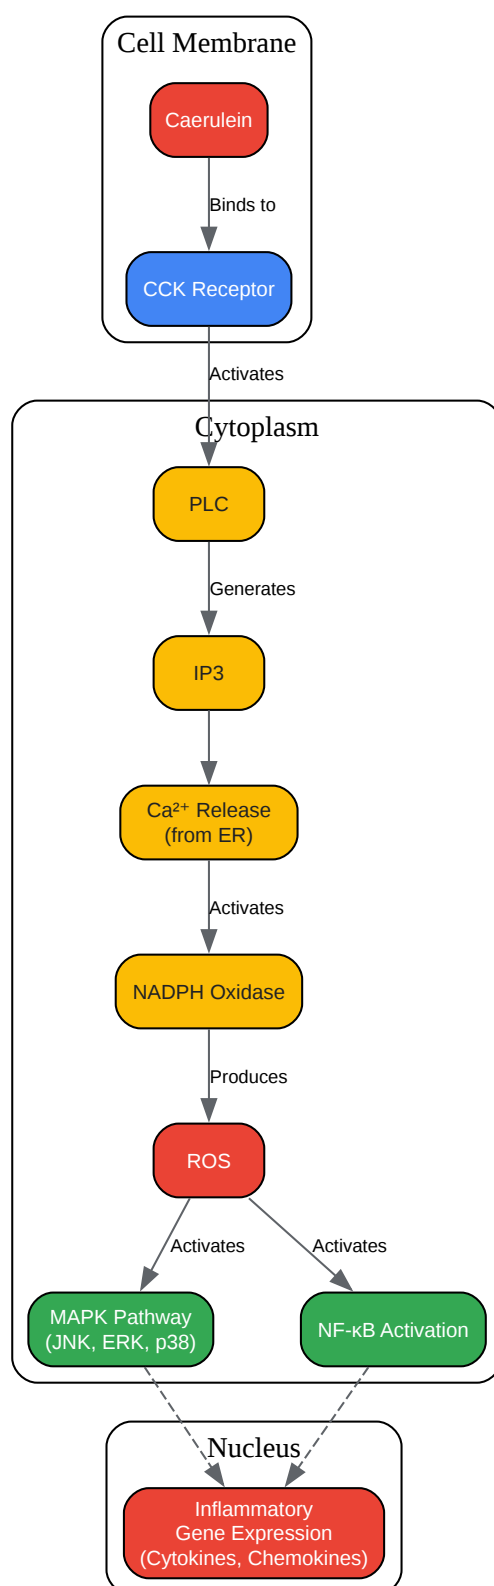 Cell Membrane
Caerulein
Binds to
CCK Receptor
Activates
Cytoplasm
PLC
Generates
IP3
Ca²⁺ Release
(from ER)
Activates
NADPH Oxidase
Produces
ROS
Activates
Activates
MAPK Pathway
(JNK, ERK, p38)
NF-κB Activation
Nucleus
Inflammatory
Gene Expression
(Cytokines, Chemokines)